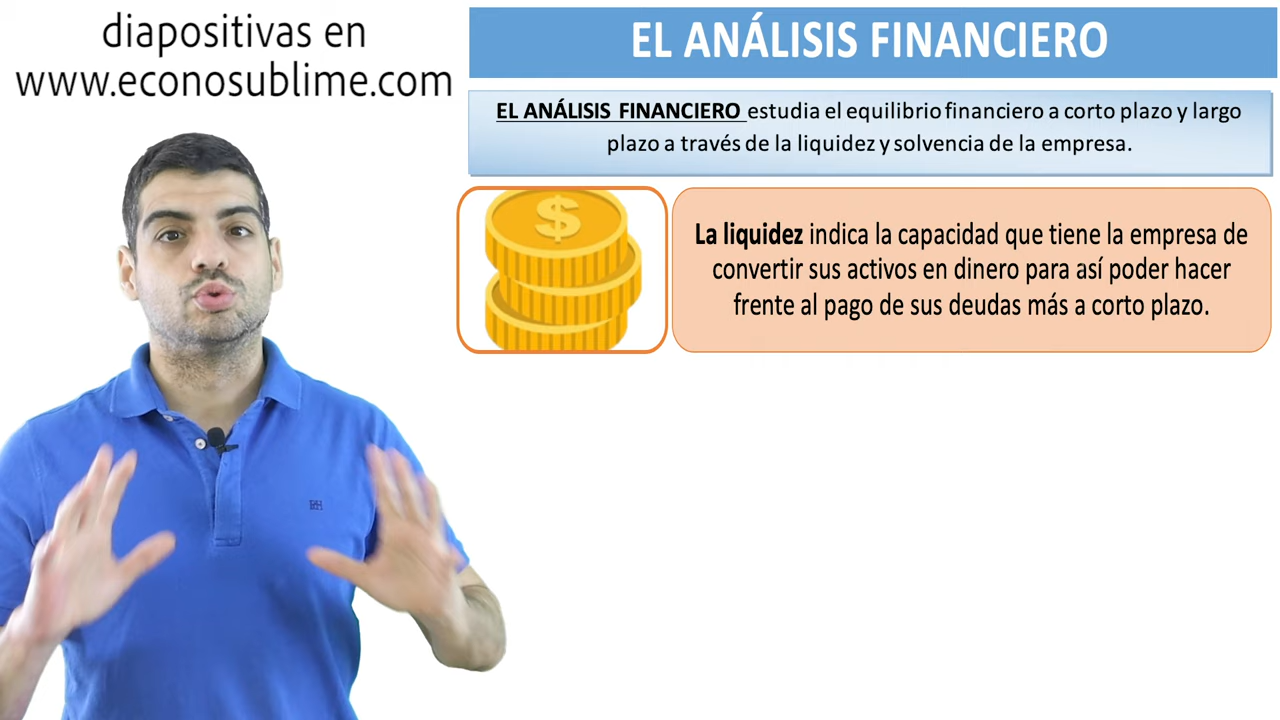 diapositivas en
www.econosublime.com
EL ANÁLISIS FINANCIERO
EL ANÁLISIS FINANCIERO estudia el equilibrio financiero a corto plazo y largo
plazo a través de la liquidez y solvencia de la empresa.
$
La liquidez indica la capacidad que tiene la empresa de
convertir sus activos en dinero para así poder hacer
frente al pago de sus deudas más a corto plazo.